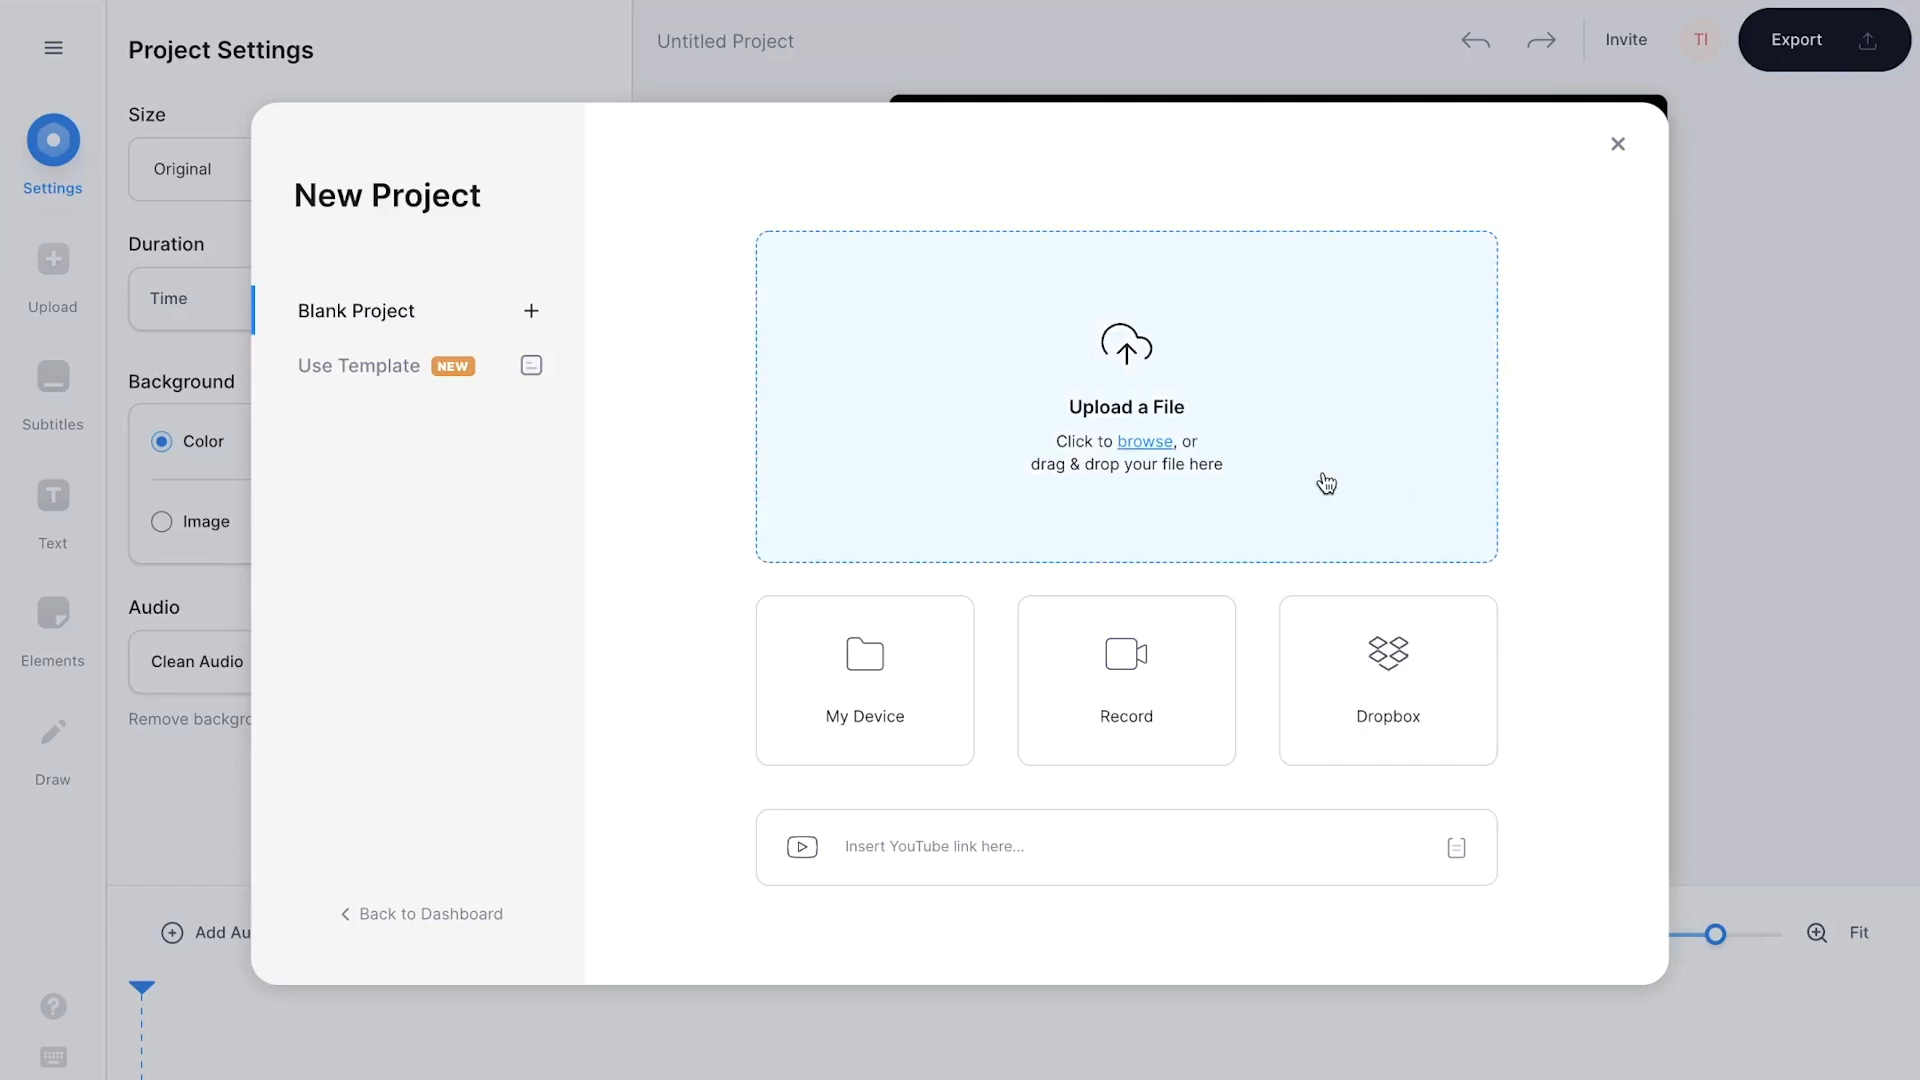 Project Settings
Untitled Project
Invite
TI
Export
Size
Original
Settings
Duration
Time
Upload
Background
Color
Subtitles
Image
Text
Audio
Clean Audio
Elements
Remove backgro
Draw
Add Au
Fit
New Project
Blank Project
Use Template NEW
Back to Dashboard
Upload a File
Click to browse, or
drag & drop your file here
My Device
Record
Dropbox
Insert YouTube link here...